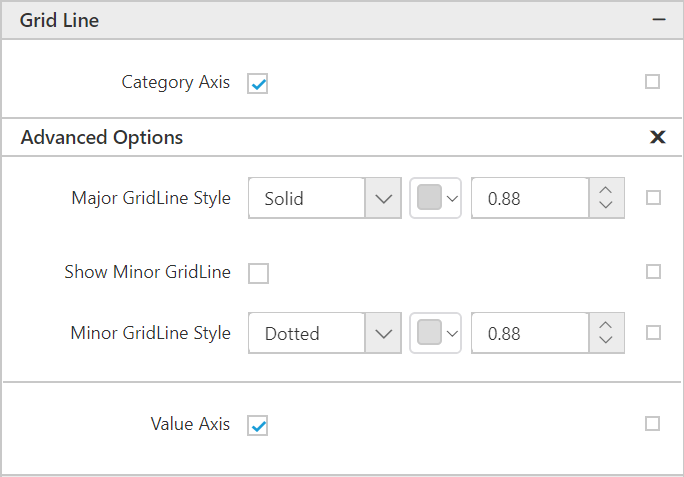 Grid Line
Category Axis
Advanced Options
Major GridLine Style Solid 0.88
Show Minor GridLine
Minor GridLine Style Dotted 0.88
Value Axis